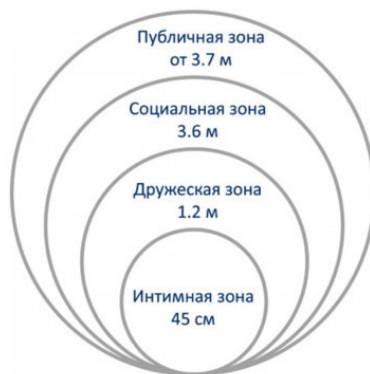 Публичная зона
от 3.7 м
Социальная зона
3.6 м
Дружеская зона
1.2 м
Интимная зона
45 см